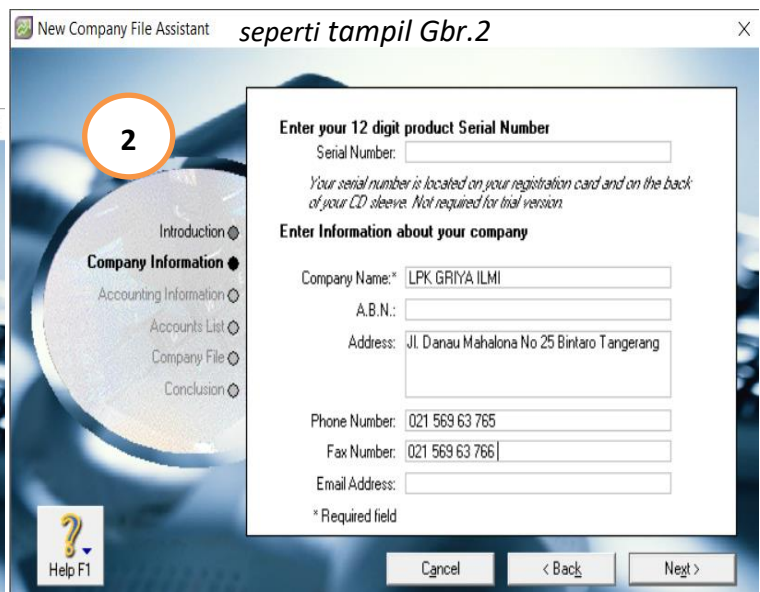 New Company File Assistant seperti tampil Gbr.2 X
2
Enter your 12 digit product Serial Number
Serial Number:
Your serial number is located on your registration card and on the back
of your CD sleeve. Not required for trial version.
Introduction
Company Information
Accounting Information
Accounts List
Company File
Conclusion
Enter Information about your company
Company Name:* LPK GRIYA ILMI
A.B.N.:
Address: Jl. Danau Mahalona No 25 Bintaro Tangerang
Phone Number: 021 569 63 765
Fax Number: 021 569 63 766
Email Address:
* Required field
? Help F1
Cancel
< Back
Next >